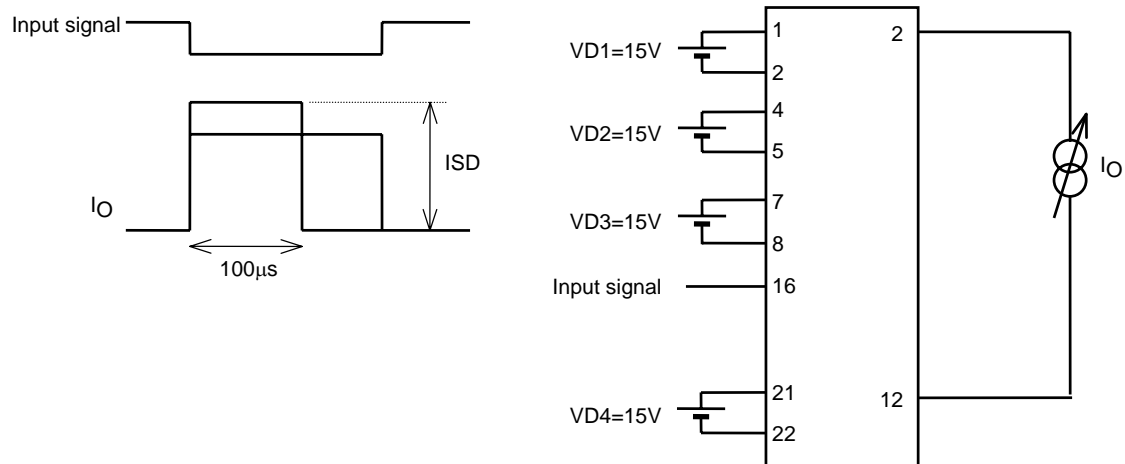 Input signal
ISD
IO
100μs
VD1=15V
1
2
2
VD2=15V
4
5
VD3=15V
7
8
Input signal
16
VD4=15V
21
22
12
IO